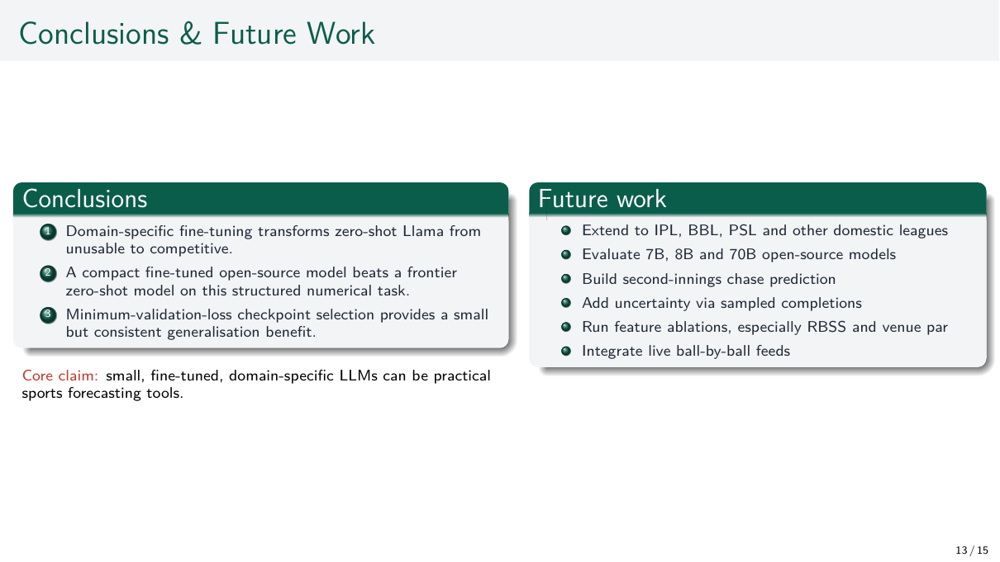 Conclusions & Future Work
Conclusions
1 Domain-specific fine-tuning transforms zero-shot Llama from
unusable to competitive.
2 A compact fine-tuned open-source model beats a frontier
zero-shot model on this structured numerical task.
3 Minimum-validation-loss checkpoint selection provides a small
but consistent generalisation benefit.
Core claim: small, fine-tuned, domain-specific LLMs can be practical
sports forecasting tools.
Future work
Extend to IPL, BBL, PSL and other domestic leagues
Evaluate 7B, 8B and 70B open-source models
Build second-innings chase prediction
Add uncertainty via sampled completions
Run feature ablations, especially RBSS and venue par
Integrate live ball-by-ball feeds
13 / 15